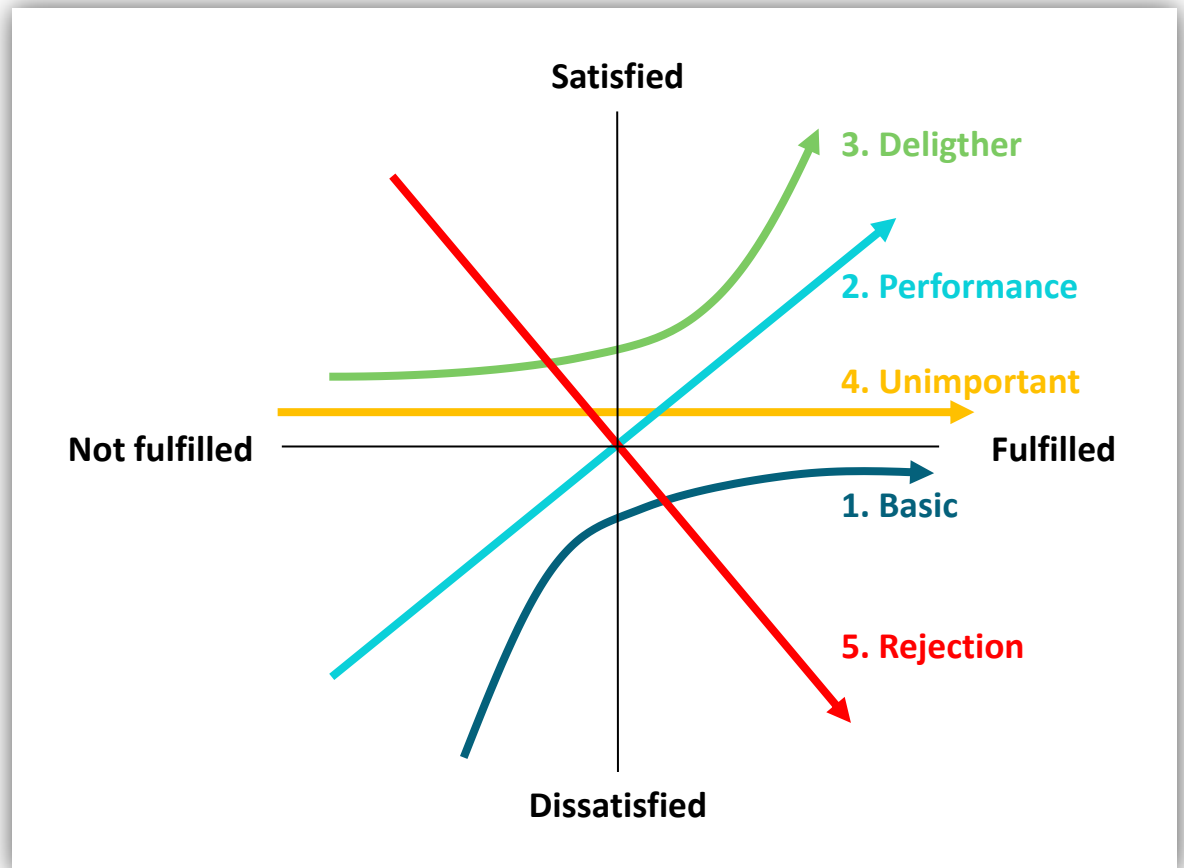 Satisfied
3. Deligther
2. Performance
4. Unimportant
Not fulfilled
Fulfilled
1. Basic
5. Rejection
Dissatisfied